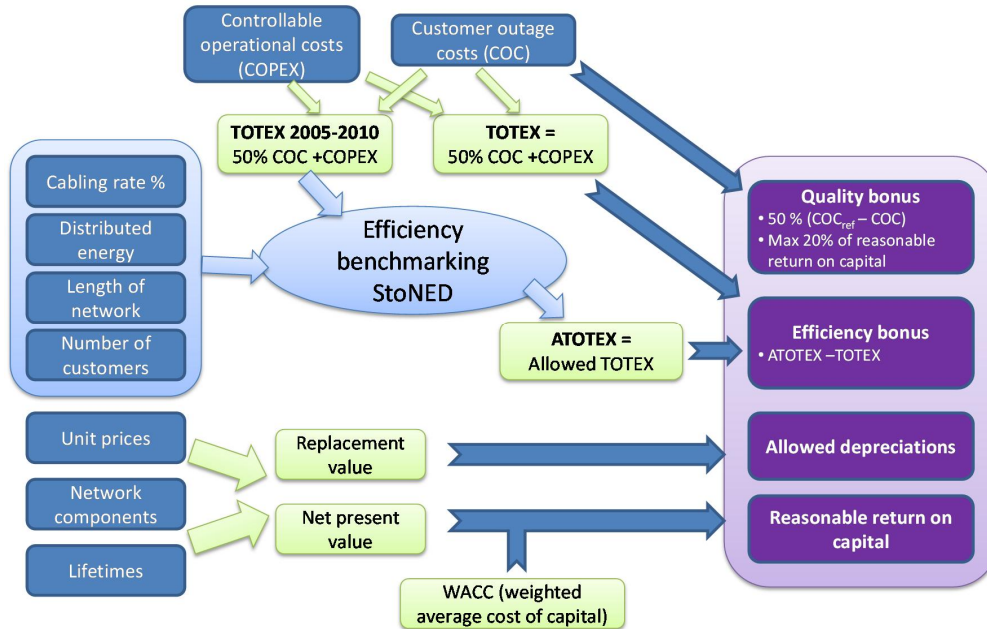 Controllable
operational costs
(COPEX)
Customer outage
costs (COC)
TOTEX 2005-2010
50% COC +COPEX
TOTEX =
50% COC +COPEX
Cabling rate %
Distributed
energy
Length of
network
Number of
customers
Efficiency
benchmarking
StoNED
ATOTEX =
Allowed TOTEX
Quality bonus
• 50 % (COCref – COC)
• Max 20% of reasonable
return on capital
Efficiency bonus
• ATOTEX –TOTEX
Unit prices
Network
components
Lifetimes
Replacement
value
Net present
value
WACC (weighted
average cost of capital)
Allowed depreciations
Reasonable return on
capital